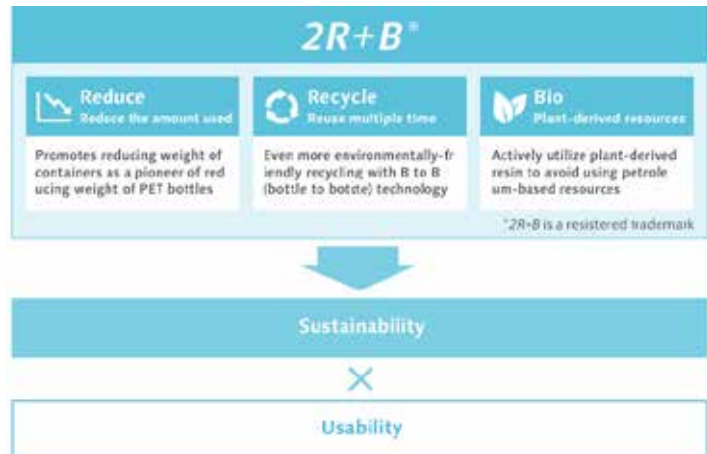 2R+B*
Reduce
Reduce the amount used
Promotes reducing weight of
containers as a pioneer of red
ucing weight of PET bottles
Recycle
Reuse multiple time
Even more environmentally-fr
iendly recycling with B to B
(bottle to botste) technology
Bio
Plant-derived resources
Actively utilize plant-derived
resin to avoid using petrole
um-based resources
*2R+B is a resistered trademark
Sustainability
×
Usability